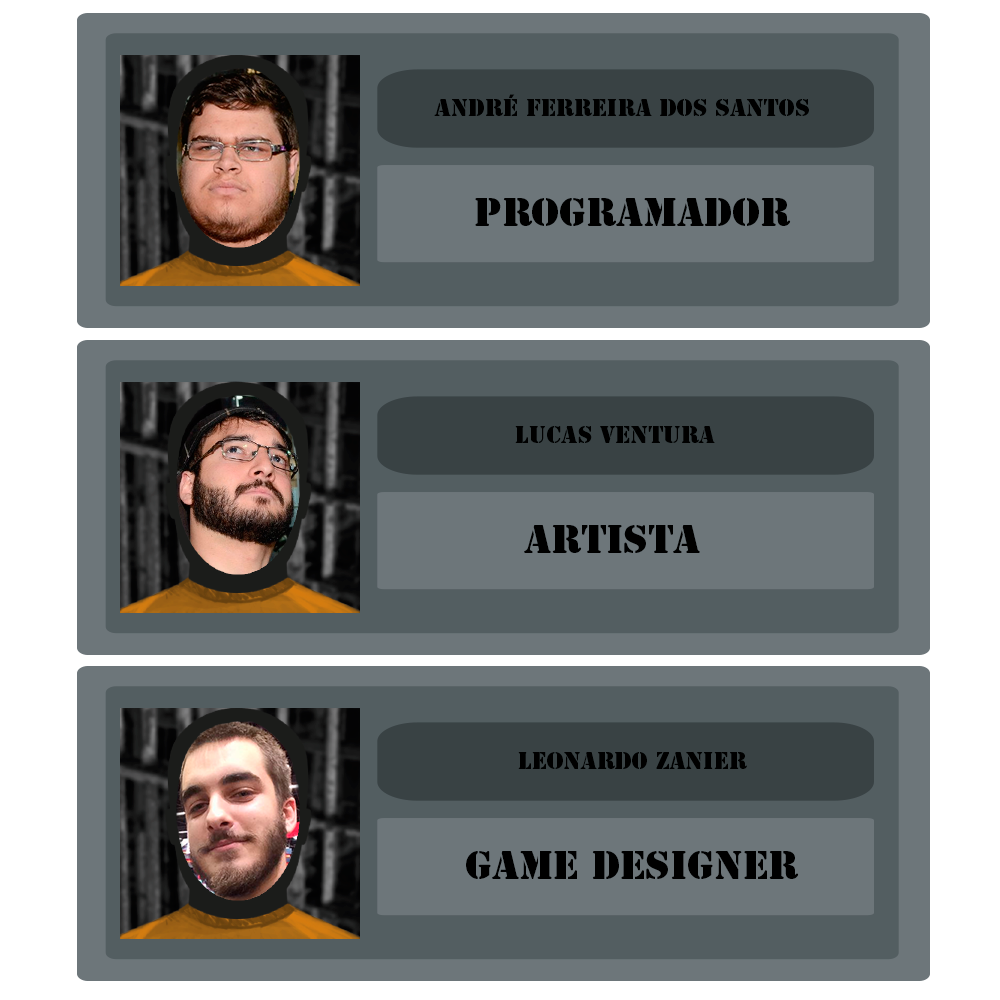 ANDRÉ FERREIRA DOS SANTOS
PROGRAMADOR
LUCAS VENTURA
ARTISTA
LEONARDO ZANIER
GAME DESIGNER